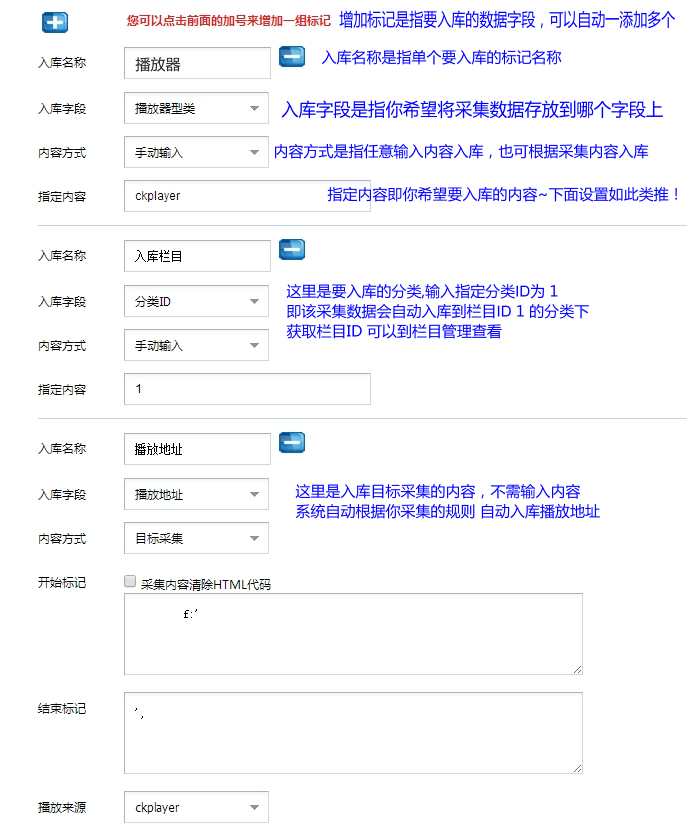 您可以点击前面的加号来增加一组标记 增加标记是指要入库的数据字段，可以自动一添加多个
入库名称 播放器 入库名称是指单个要入库的标记名称
入库字段 播放器型类 入库字段是指你希望将采集数据存放到哪个字段上
内容方式 手动输入 内容方式是指任意输入内容入库，也可根据采集内容入库
指定内容 ckplayer 指定内容即你希望要入库的内容~下面设置如此类推！
入库名称 入库栏目
这里是要入库的分类,输入指定分类ID为 1
入库字段 分类ID 即该采集数据会自动入库到栏目ID 1 的分类下
获取栏目ID 可以到栏目管理查看
内容方式 手动输入
指定内容 1
入库名称 播放地址
入库字段 播放地址 这里是入库目标采集的内容，不需输入内容
系统自动根据你采集的规则 自动入库播放地址
内容方式 目标采集
开始标记 采集内容清除HTML代码
f:'
结束标记 ',
播放来源 ckplayer